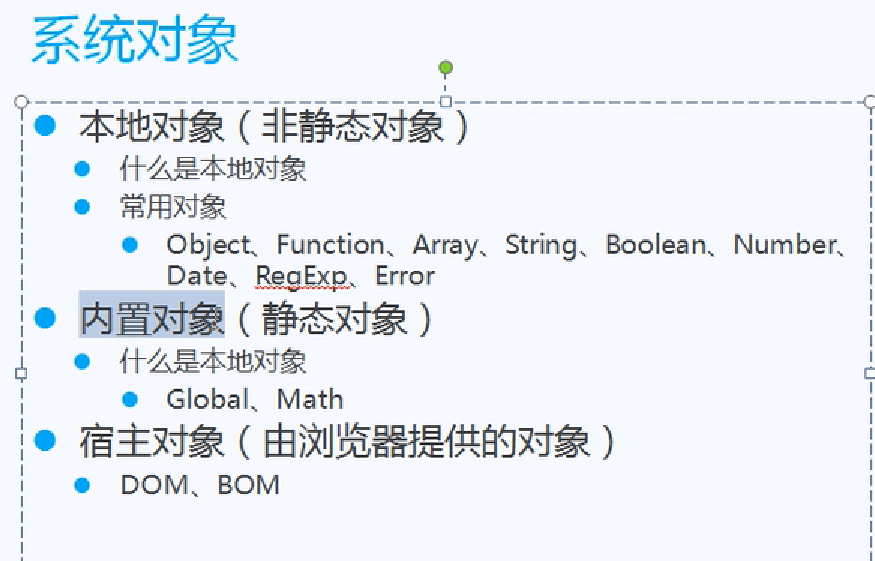 系统对象
本地对象（非静态对象）
什么是本地对象
常用对象
Object、Function、Array、String、Boolean、Number、
Date、RegExp、Error
内置对象（静态对象）
什么是本地对象
Global、Math
宿主对象（由浏览器提供的对象）
DOM、BOM